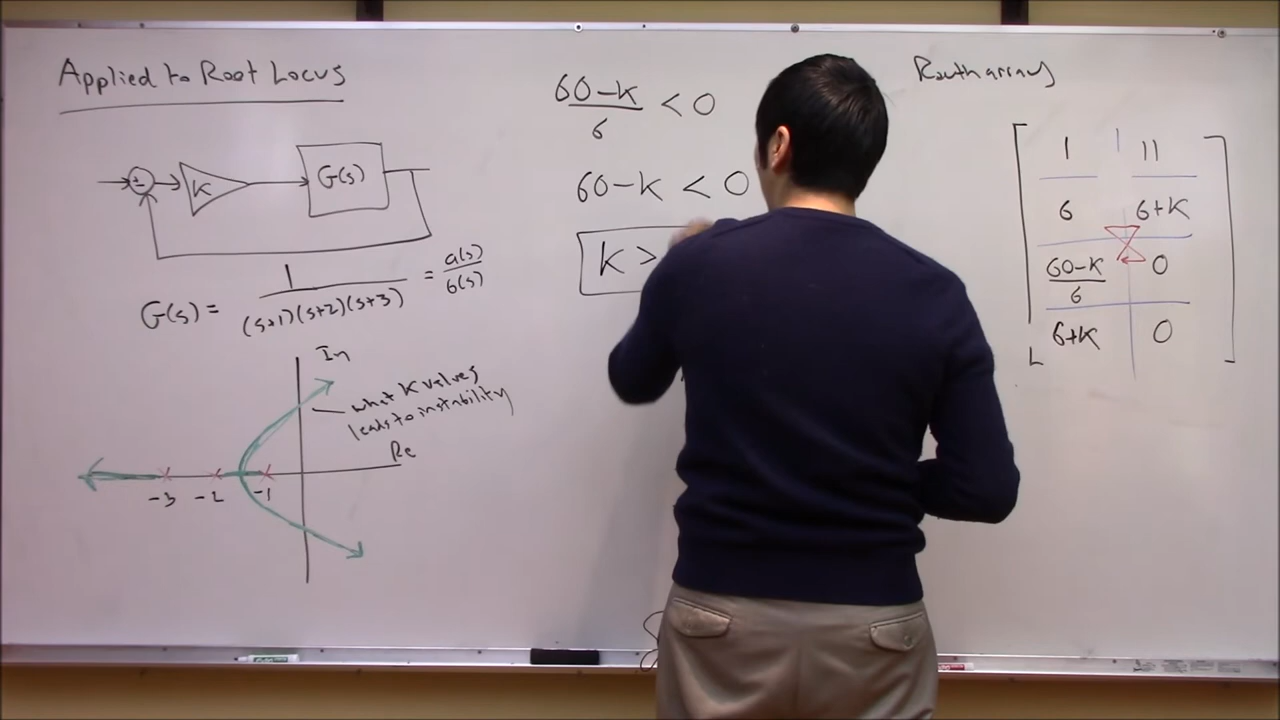 Applied to Root Locus
±
K
G(s)
G(s) = 1 / (s+1)(s+2)(s+3) = a(s) / b(s)
Im
what K values
leads to instability
Re
-3 -2 -1
60-K / 6 < 0
60-K < 0
K >
Routh array
1 11
6 6+K
60-K / 6 0
6+K 0